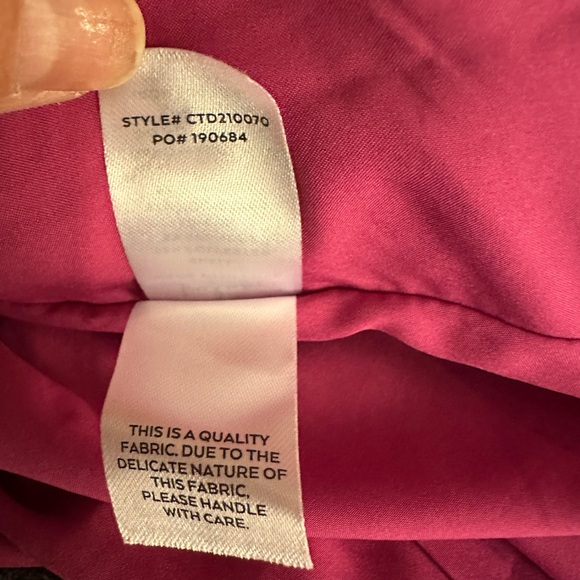 STYLE# CTD210070
PO# 190684
THIS IS A QUALITY
FABRIC. DUE TO THE
DELICATE NATURE OF
THIS FABRIC,
PLEASE HANDLE
WITH CARE.